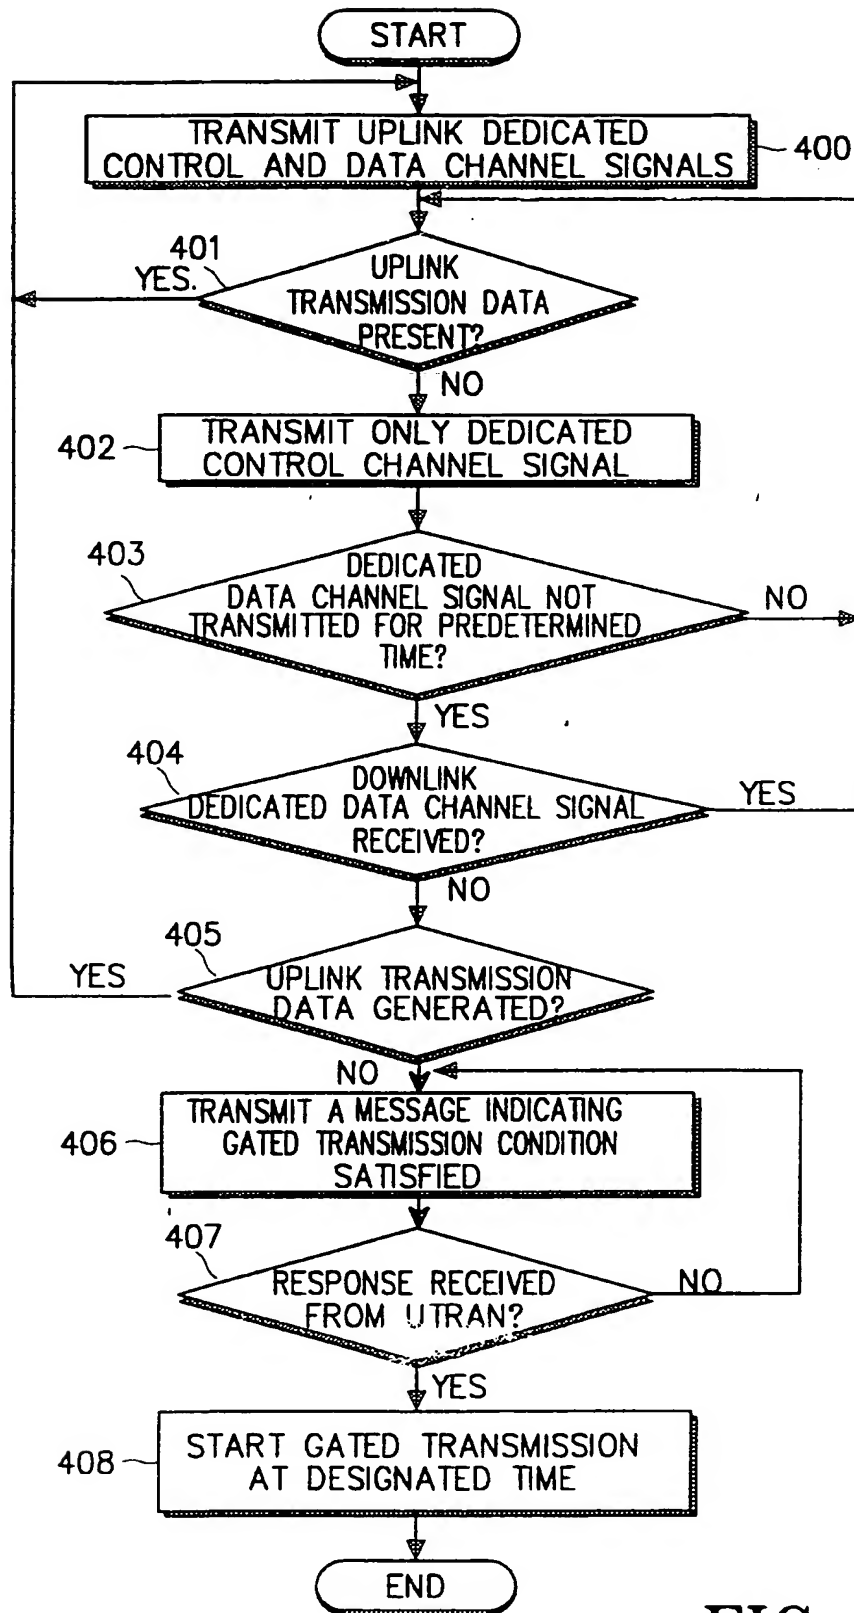 START
TRANSMIT UPLINK DEDICATED
CONTROL AND DATA CHANNEL SIGNALS
400
401
YES.
UPLINK
TRANSMISSION DATA
PRESENT?
NO
402
TRANSMIT ONLY DEDICATED
CONTROL CHANNEL SIGNAL
403
DEDICATED
DATA CHANNEL SIGNAL NOT
TRANSMITTED FOR PREDETERMINED
TIME?
NO
YES
404
DOWNLINK
DEDICATED DATA CHANNEL SIGNAL
RECEIVED?
YES
NO
405
YES
UPLINK TRANSMISSION
DATA GENERATED?
NO
406
TRANSMIT A MESSAGE INDICATING
GATED TRANSMISSION CONDITION
SATISFIED
407
RESPONSE RECEIVED
FROM UTRAN?
NO
YES
408
START GATED TRANSMISSION
AT DESIGNATED TIME
END